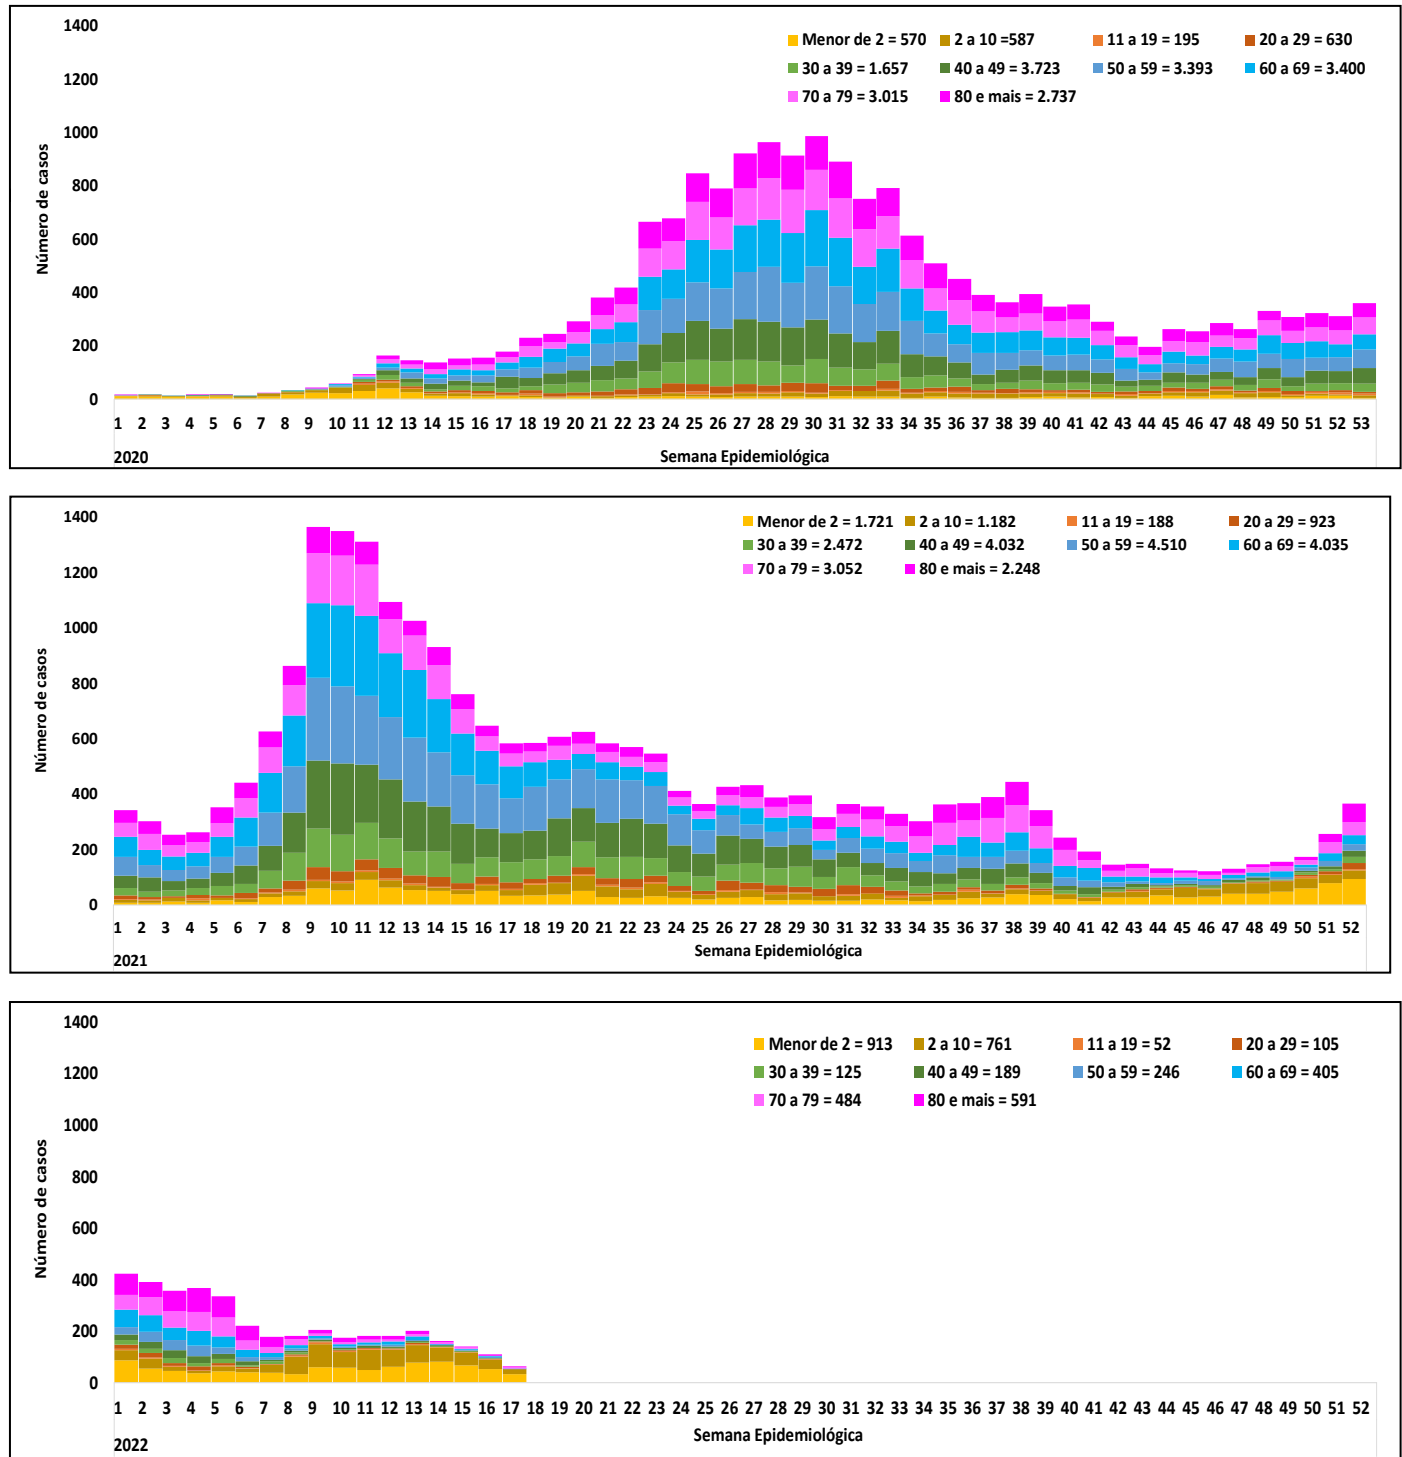 1400
1200
1000
800
600
400
200
0
Número de casos
Menor de 2 = 570 2 a 10 =587 11 a 19 = 195 20 a 29 = 630
30 a 39 = 1.657 40 a 49 = 3.723 50 a 59 = 3.393 60 a 69 = 3.400
70 a 79 = 3.015 80 e mais = 2.737
1 2 3 4 5 6 7 8 9 10 11 12 13 14 15 16 17 18 19 20 21 22 23 24 25 26 27 28 29 30 31 32 33 34 35 36 37 38 39 40 41 42 43 44 45 46 47 48 49 50 51 52 53
2020
Semana Epidemiológica
1400
1200
1000
800
600
400
200
0
Número de casos
Menor de 2 = 1.721 2 a 10 = 1.182 11 a 19 = 188 20 a 29 = 923
30 a 39 = 2.472 40 a 49 = 4.032 50 a 59 = 4.510 60 a 69 = 4.035
70 a 79 = 3.052 80 e mais = 2.248
1 2 3 4 5 6 7 8 9 10 11 12 13 14 15 16 17 18 19 20 21 22 23 24 25 26 27 28 29 30 31 32 33 34 35 36 37 38 39 40 41 42 43 44 45 46 47 48 49 50 51 52
Semana Epidemiológica
2021
1400
1200
1000
800
600
400
200
0
Número de casos
Menor de 2 = 913 2 a 10 = 761 11 a 19 = 52 20 a 29 = 105
30 a 39 = 125 40 a 49 = 189 50 a 59 = 246 60 a 69 = 405
70 a 79 = 484 80 e mais = 591
1 2 3 4 5 6 7 8 9 10 11 12 13 14 15 16 17 18 19 20 21 22 23 24 25 26 27 28 29 30 31 32 33 34 35 36 37 38 39 40 41 42 43 44 45 46 47 48 49 50 51 52
Semana Epidemiológica
2022